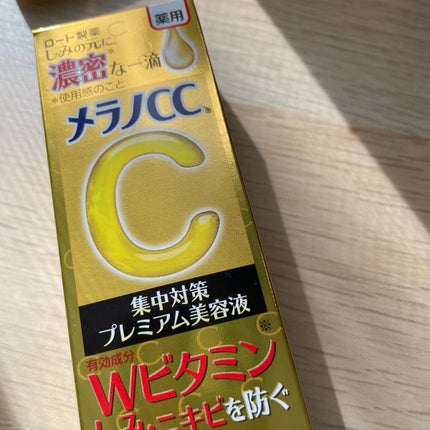 薬用
ロート製薬
しみの元に。
濃密※な一滴
※使用感のこと
メラノCC®
C
集中対策
プレミアム美容液
有効成分
Wビタミン※
しみ・ニキビを防ぐ